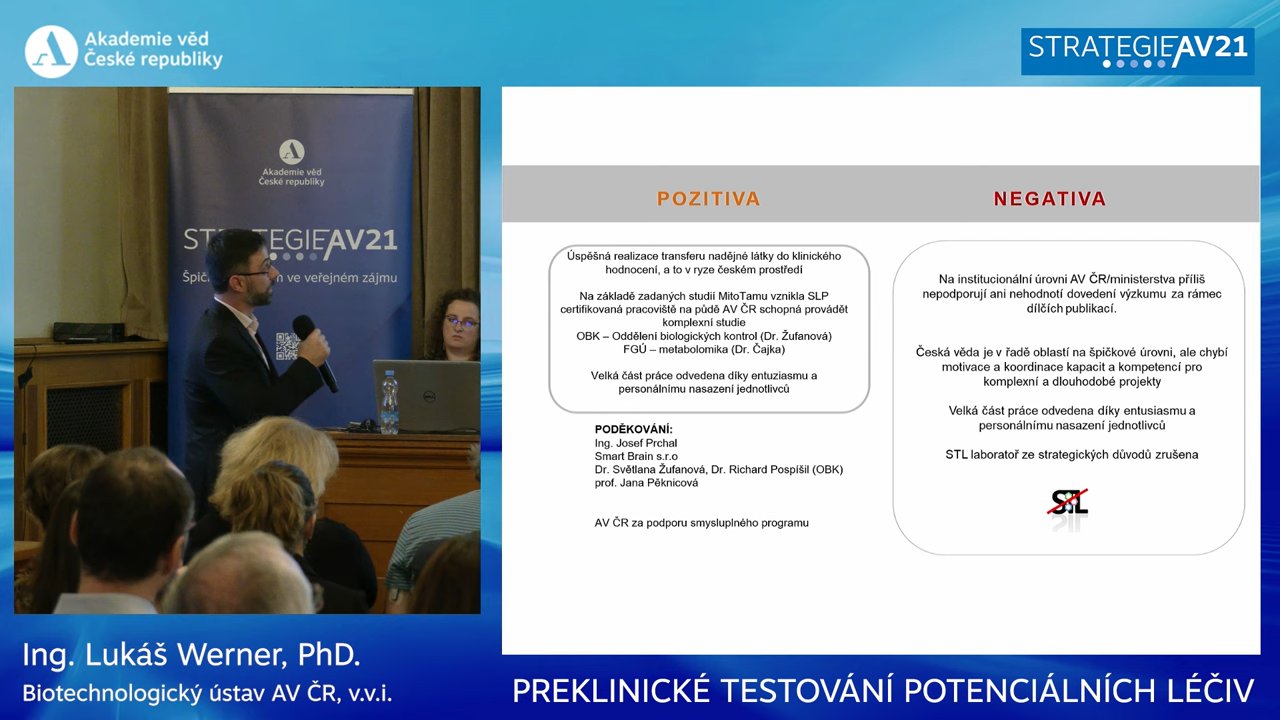 Akademie věd
České republiky
STRATEGIE AV21
Akademie věd
České republiky
STRATEGIE AV21
Špič ve veřejném zájmu
DELL
POZITIVA
NEGATIVA
Úspěšná realizace transferu nadějné látky do klinického
hodnocení, a to v ryze českém prostředí
Na základě zadaných studií MitoTamu vznikla SLP
certifikovaná pracoviště na půdě AV ČR schopná provádět
komplexní studie
OBK – Oddělení biologických kontrol (Dr. Žufanová)
FGÚ – metabolomika (Dr. Čajka)
Velká část práce odvedena díky entuziasmu a
personálnímu nasazení jednotlivců
PODĚKOVÁNÍ:
Ing. Josef Prchal
Smart Brain s.r.o
Dr. Světlana Žufanová, Dr. Richard Pospíšil (OBK)
prof. Jana Pěknicová
AV ČR za podporu smysluplného programu
Na institucionální úrovni AV ČR/ministerstva příliš
nepodporují ani nehodnotí dovedení výzkumu za rámec
dílčích publikací.
Česká věda je v řadě oblastí na špičkové úrovni, ale chybí
motivace a koordinace kapacit a kompetencí pro
komplexní a dlouhodobé projekty
Velká část práce odvedena díky entusiasmu a
personálnímu nasazení jednotlivců
STL laboratoř ze strategických důvodů zrušena
STL
Ing. Lukáš Werner, PhD.
Biotechnologický ústav AV ČR, v.v.i.
PREKLINICKÉ TESTOVÁNÍ POTENCIÁLNÍCH LÉČIV